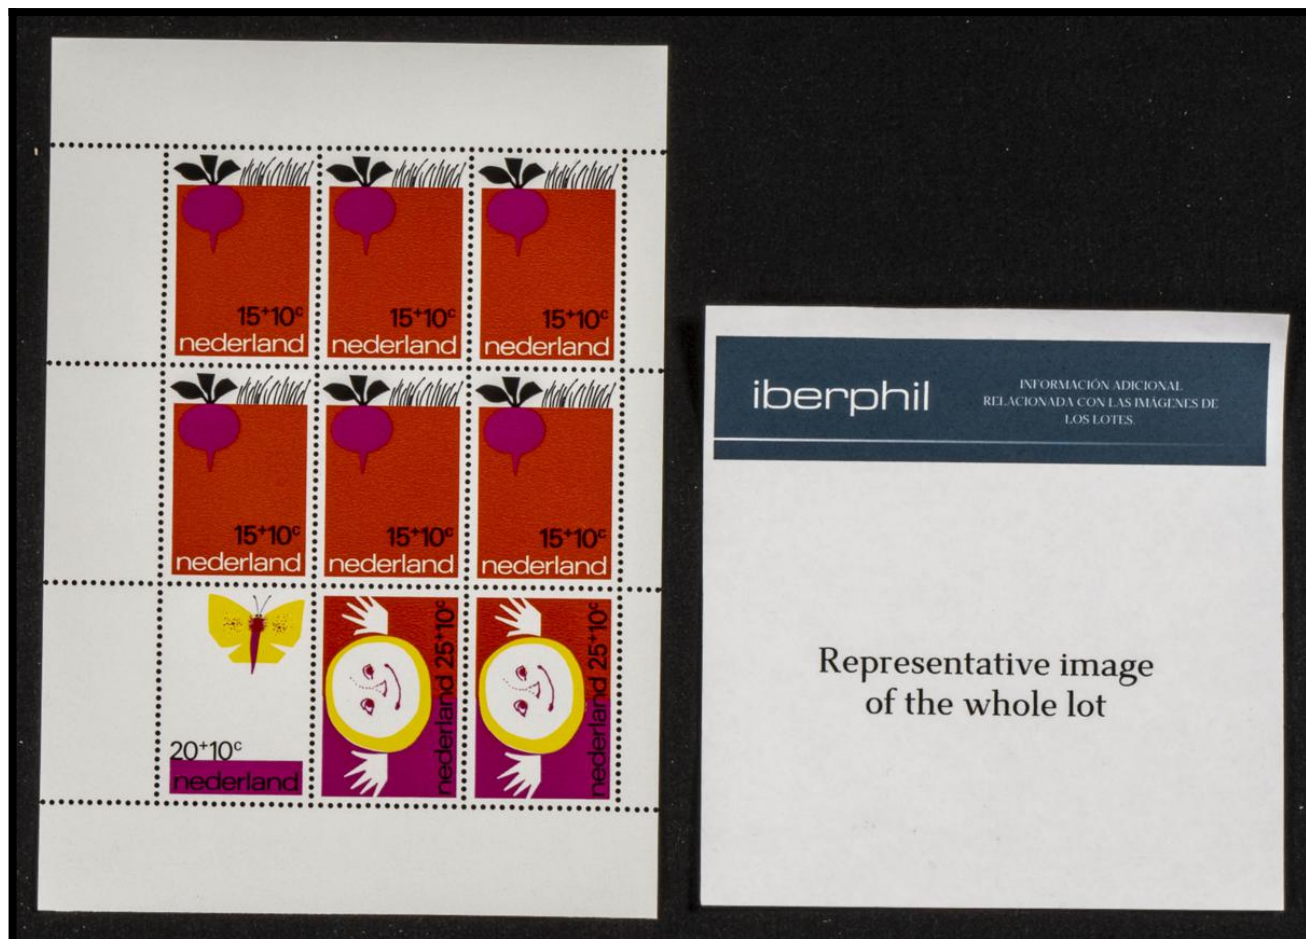 15+10c
nederland
15+10c
nederland
15+10c
nederland
15+10c
nederland
15+10c
nederland
15+10c
nederland
20+10c
nederland
nederland 25+10c
nederland 25+10c
iberphil
INFORMACIÓN ADICIONAL
RELACIONADA CON LAS IMÁGENES DE
LOS LOTES.
Representative image
of the whole lot